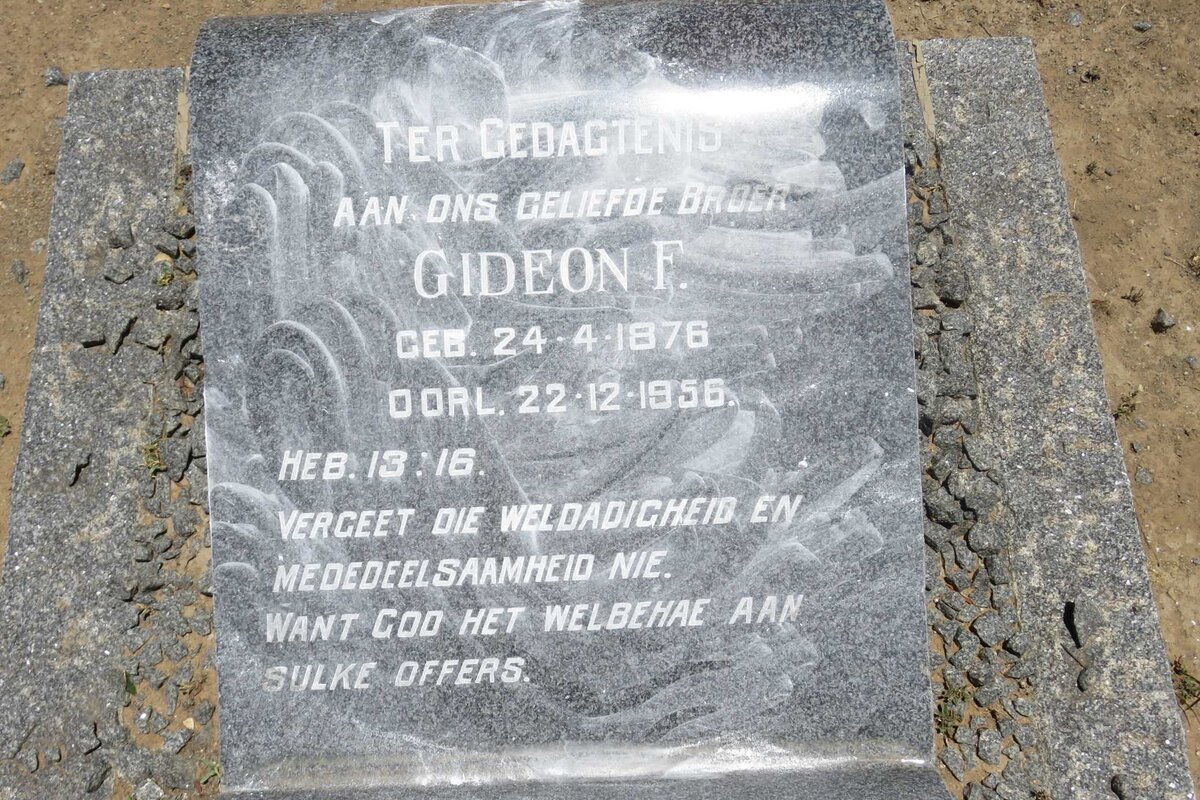 TER GEDAGTENIS
AAN ONS GELIEFDE BROER
GIDEON F.
GEB. 24-4-1876
OORL. 22-12-1956.
HEB. 13:16.
VERGEET DIE WELDADIGHEID EN
MEDEDEELSAAMHEID NIE.
WANT GOD HET WELBEHAE AAN
SULKE OFFERS.